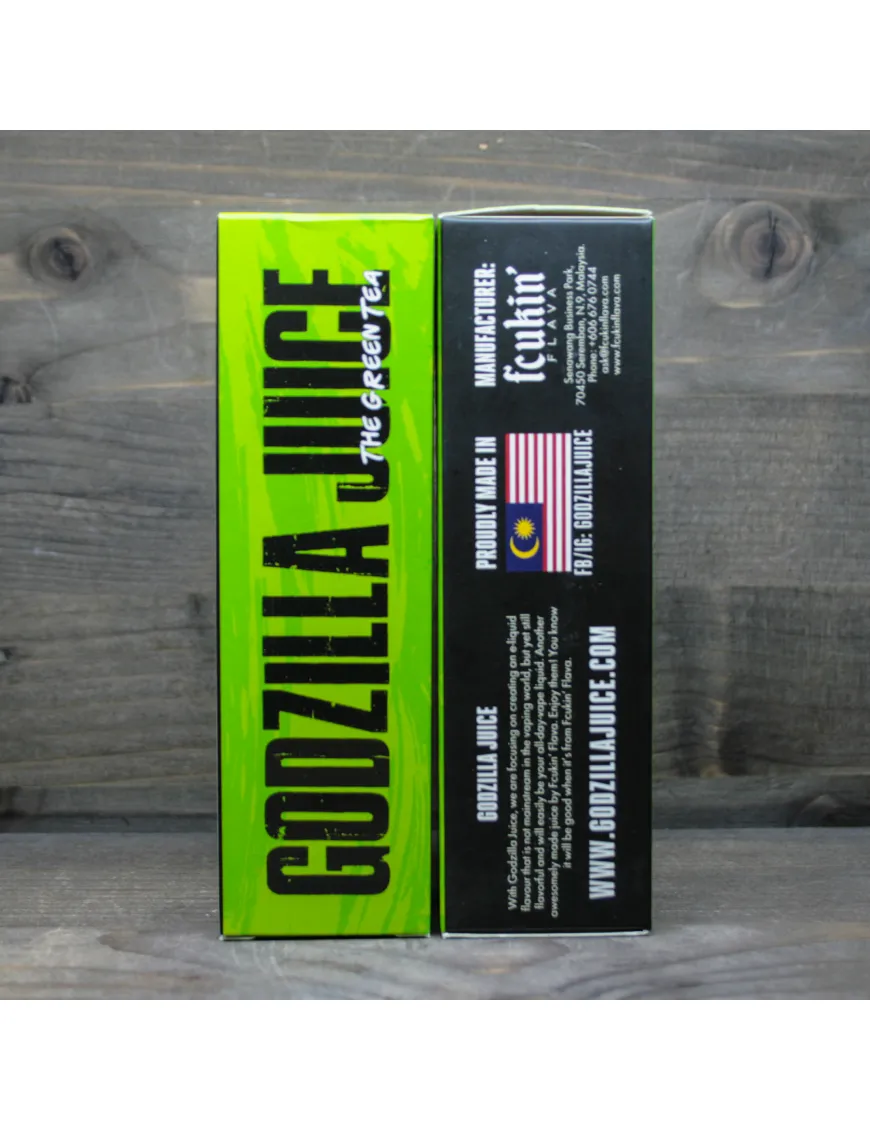 GODZILLA JUICE
THE GREEN TEA
GODZILLA JUICE
With Godzilla Juice, we are focusing on creating an e-liquid
flavour that is not mainstream in the vaping world, but yet still
flavorful and will easily be your all-day-vape liquid. Another
awesomely made juice by Fcukin' Flava. Enjoy them! You know
it will be good when it's from Fcukin' Flava.
WWW.GODZILLAJUICE.COM
PROUDLY MADE IN
FB/IG: GODZILLAJUICE
MANUFACTURER:
fcukin'
FLAVA
Senawang Business Park,
70450 Seremban, N.9, Malaysia.
Phone: +606 676 0744
ask@fcukinflava.com
www.fcukinflava.com